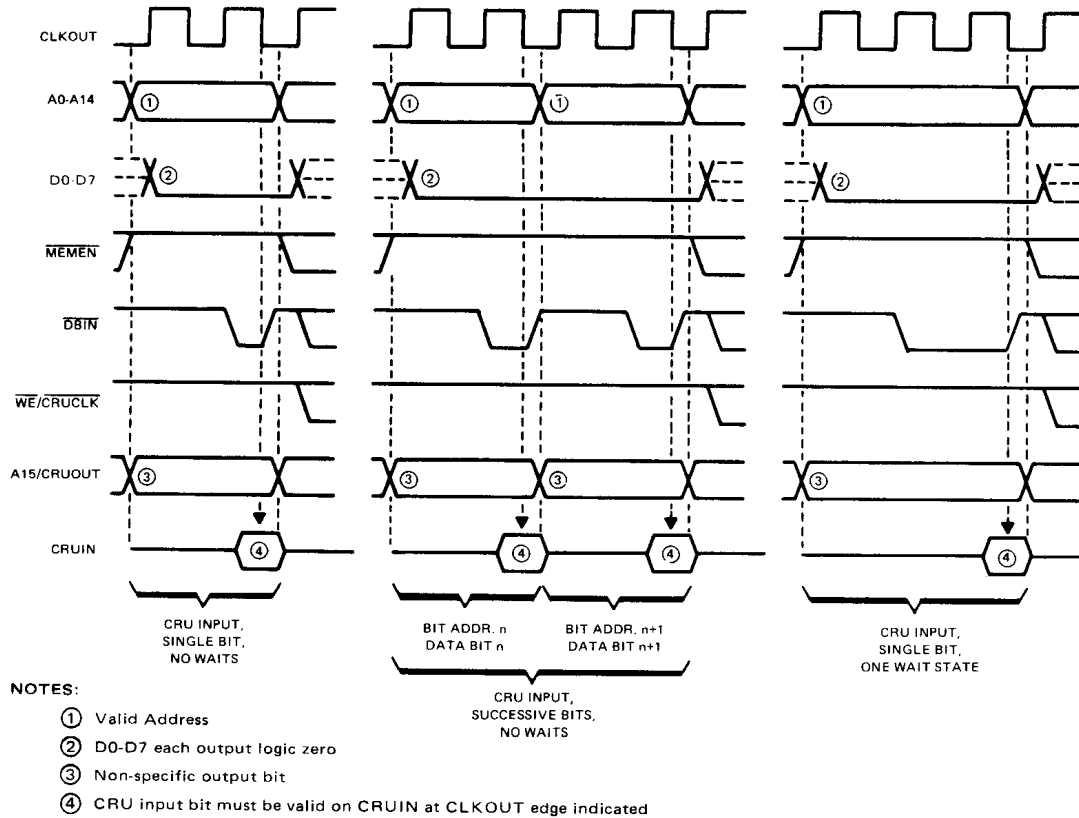 CLKOUT
A0-A14
① ① ① ①
D0-D7
② ② ②
MEMEN
DBIN
WE/CRUCLK
A15/CRUOUT
③ ③ ③ ③
CRUIN
④ ④ ④ ④
CRU INPUT,
SINGLE BIT,
NO WAITS
BIT ADDR. n
DATA BIT n
BIT ADDR. n+1
DATA BIT n+1
CRU INPUT,
SUCCESSIVE BITS,
NO WAITS
CRU INPUT,
SINGLE BIT,
ONE WAIT STATE
NOTES:
① Valid Address
② D0-D7 each output logic zero
③ Non-specific output bit
④ CRU input bit must be valid on CRUIN at CLKOUT edge indicated